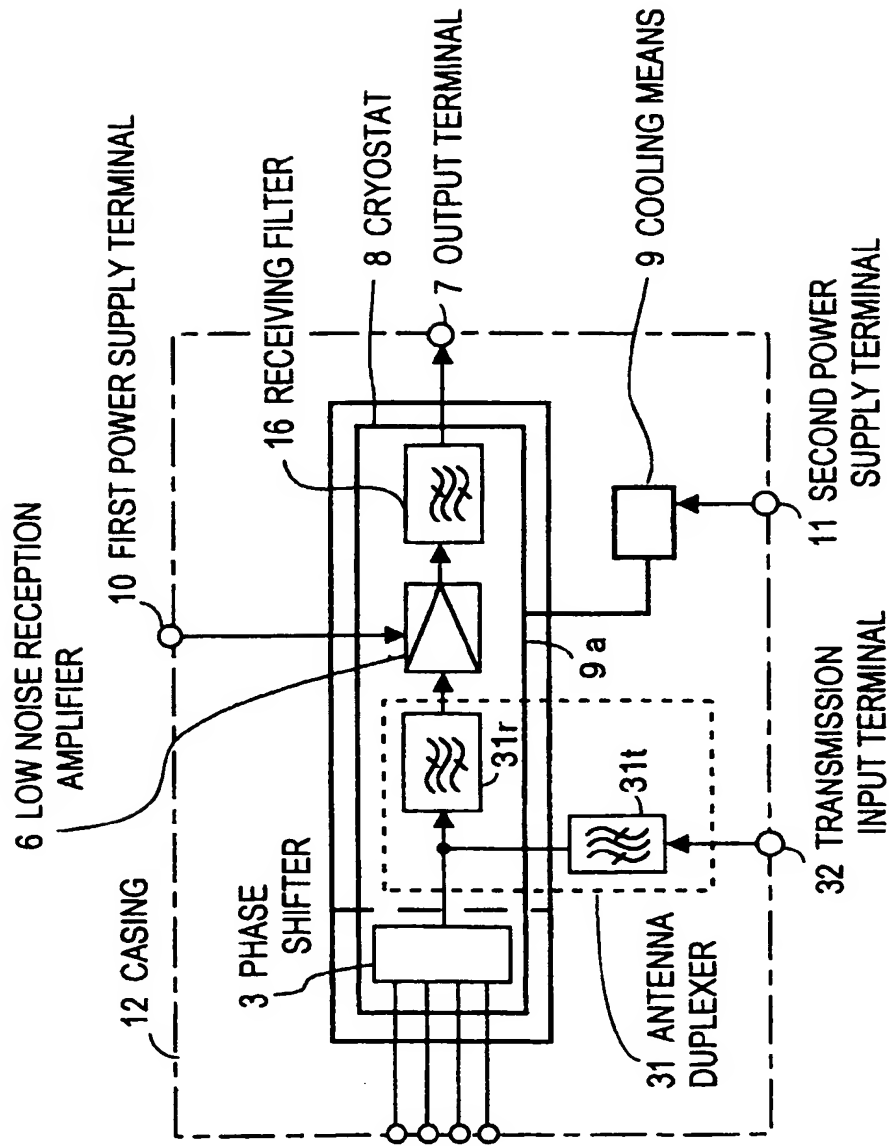 12 CASING
6 LOW NOISE RECEPTION
AMPLIFIER
10 FIRST POWER SUPPLY TERMINAL
16 RECEIVING FILTER
8 CRYOSTAT
7 OUTPUT TERMINAL
3 PHASE
SHIFTER
31r
9a
9 COOLING MEANS
31t
31 ANTENNA
DUPLEXER
32 TRANSMISSION
INPUT TERMINAL
11 SECOND POWER
SUPPLY TERMINAL